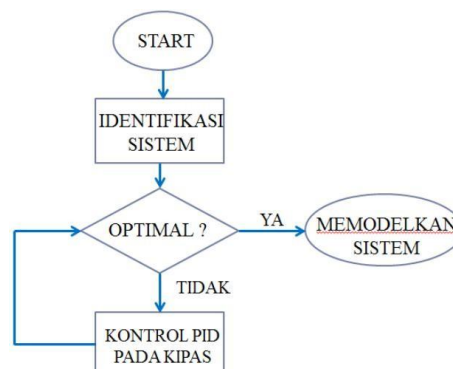 START
IDENTIFIKASI
SISTEM
OPTIMAL ?
YA
MEMODELKAN
SISTEM
TIDAK
KONTROL PID
PADA KIPAS